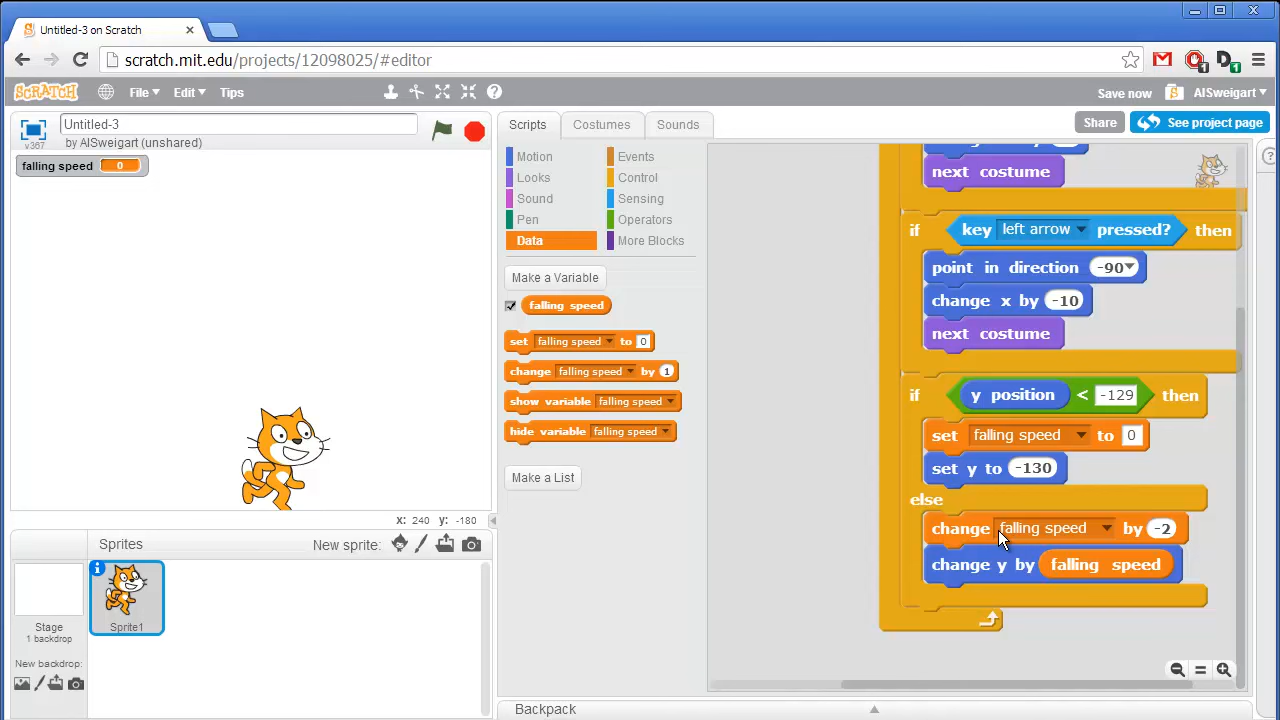 Untitled-3 on Scratch
scratch.mit.edu/projects/12098025/#editor
SCRATCH File Edit Tips Save now AlSweigart
Untitled-3
by AlSweigart (unshared)
v367
Scripts Costumes Sounds
Share See project page
falling speed 0
Motion Events
Looks Control
Sound Sensing
Pen Operators
Data More Blocks
Make a Variable
falling speed
set falling speed to 0
change falling speed by 1
show variable falling speed
hide variable falling speed
Make a List
next costume
if key left arrow pressed? then
point in direction -90
change x by -10
next costume
if y position < -129 then
set falling speed to 0
set y to -130
else
change falling speed by -2
change y by falling speed
x: 240 y: -180
Sprites New sprite:
Stage
1 backdrop
New backdrop:
Sprite1
Backpack